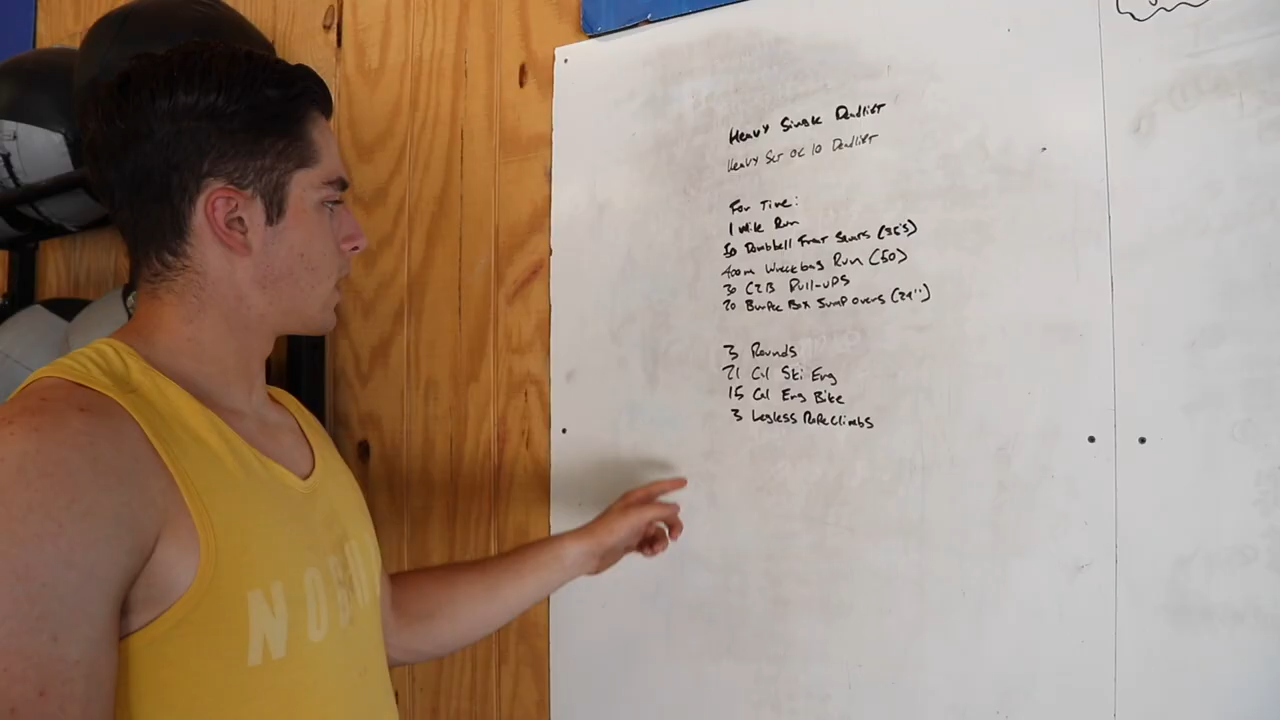 Heavy Single Deadlift
Heavy Set of 10 Deadlift
For Time:
1 Mile Run
50 Dumbbell Front Squats (35's)
400m Wreckbag Run (50)
30 C2B Pull-ups
20 Burpee Box Jump overs (24")
3 Rounds
21 Cal Ski Erg
15 Cal Erg Bike
3 Legless Rope Climbs
NOBU